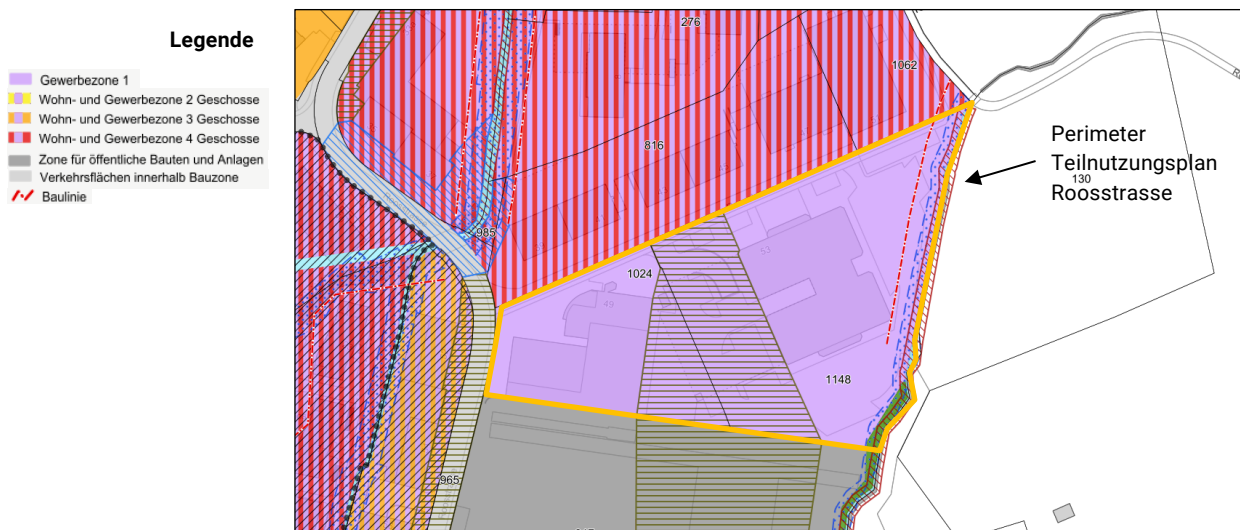 Legende
Gewerbezone 1
Wohn- und Gewerbezone 2 Geschosse
Wohn- und Gewerbezone 3 Geschosse
Wohn- und Gewerbezone 4 Geschosse
Zone für öffentliche Bauten und Anlagen
Verkehrsflächen innerhalb Bauzone
Baulinie
276
1062
816
985
1024
49
53
1148
965
Perimeter
Teilnutzungsplan
130
Roosstrasse